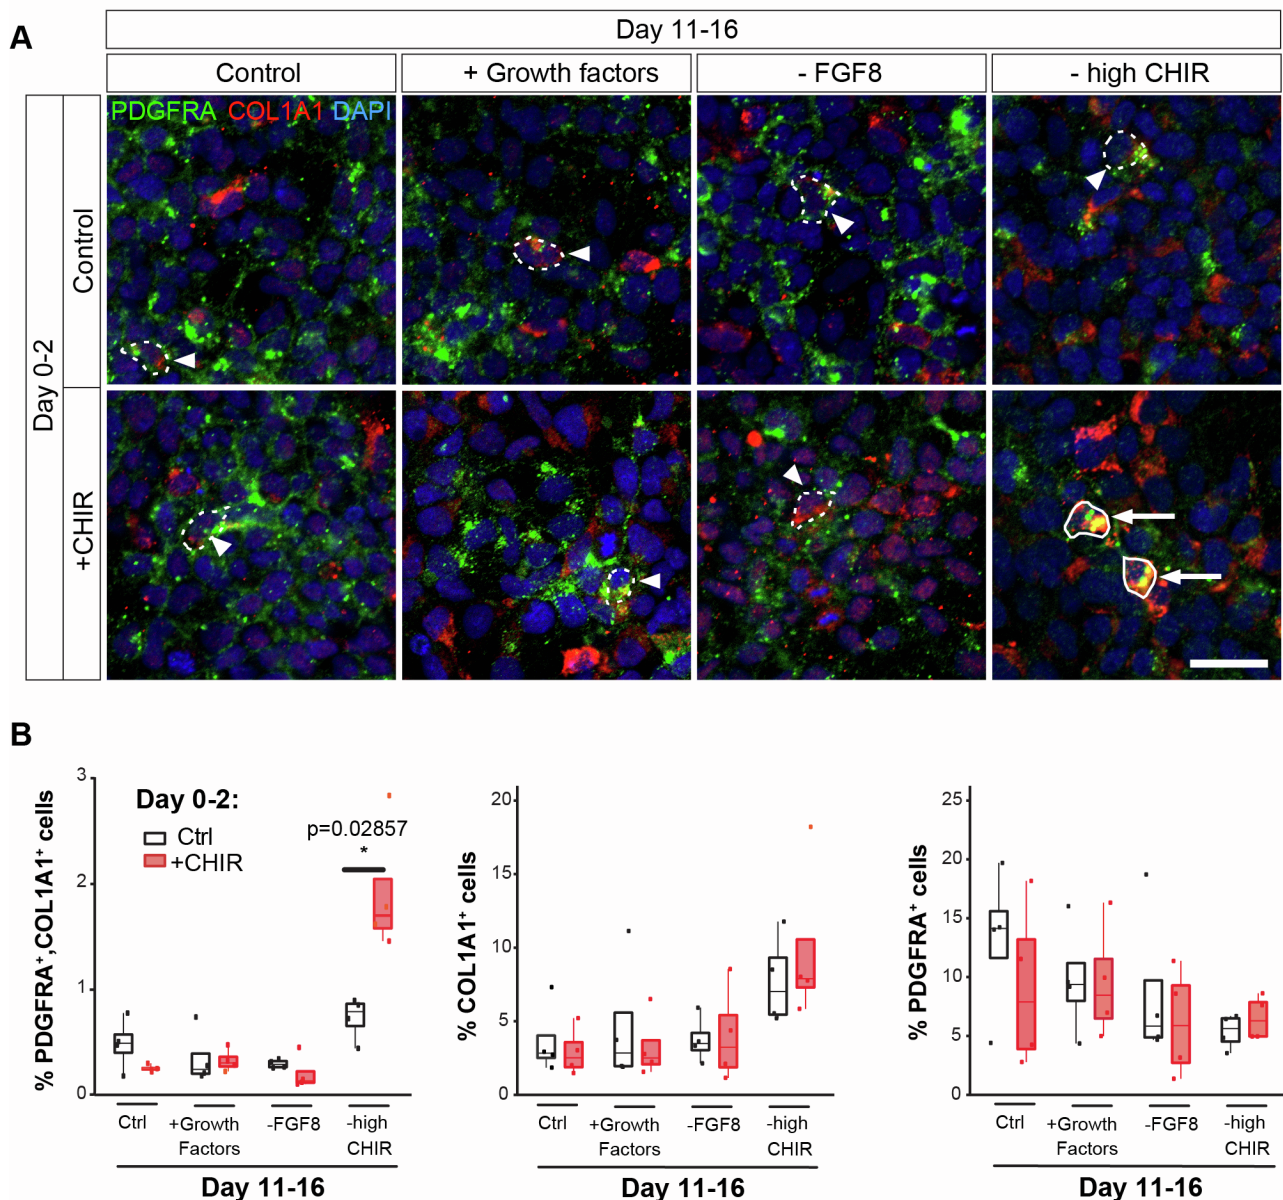 A
Day 11-16
Control
+ Growth factors
- FGF8
- high CHIR
Day 0-2
Control
+CHIR
PDGFRA COL1A1 DAPI
B
% PDGFRA⁺,COL1A1⁺ cells
3
2
1
0
Day 0-2:
Ctrl
+CHIR
p=0.02857
*
Ctrl
+Growth
Factors
-FGF8
-high
CHIR
Day 11-16
% COL1A1⁺ cells
20
15
10
5
0
Ctrl
+Growth
Factors
-FGF8
-high
CHIR
Day 11-16
% PDGFRA⁺ cells
25
20
15
10
5
0
Ctrl
+Growth
Factors
-FGF8
-high
CHIR
Day 11-16